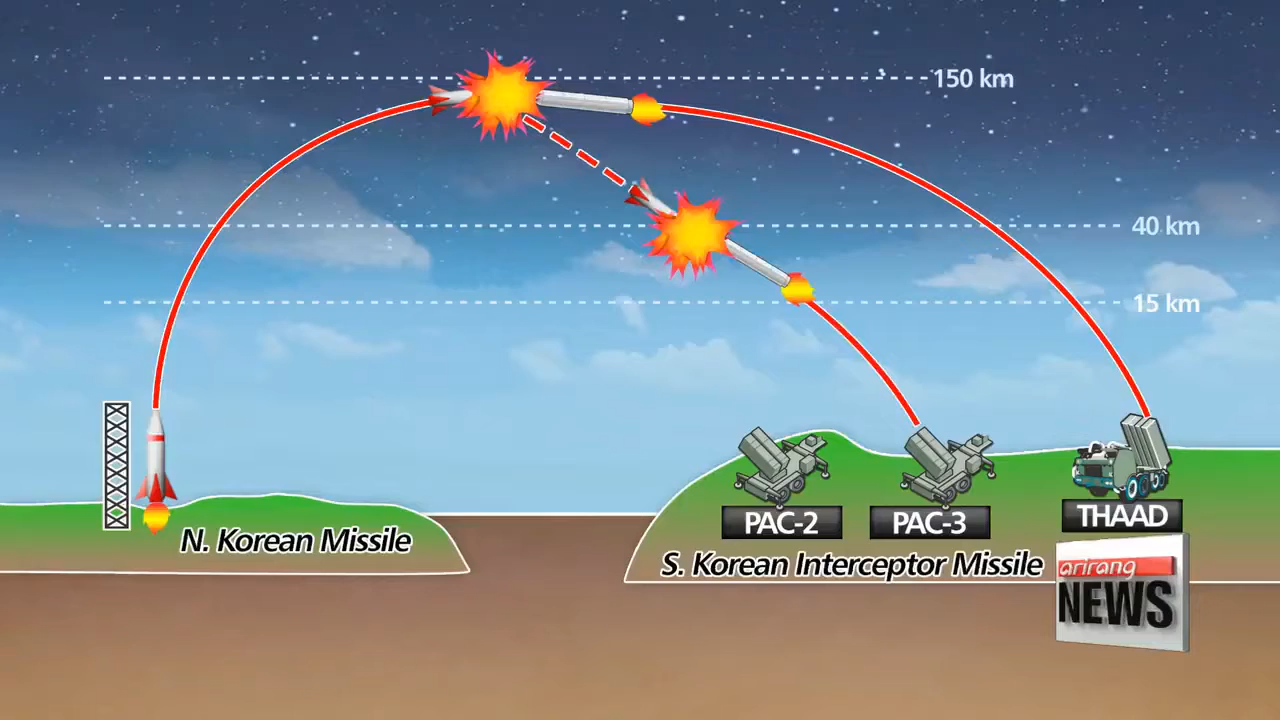 150 km
40 km
15 km
PAC-2
PAC-3
THAAD
N. Korean Missile
S. Korean Interceptor Missile
arirang
NEWS